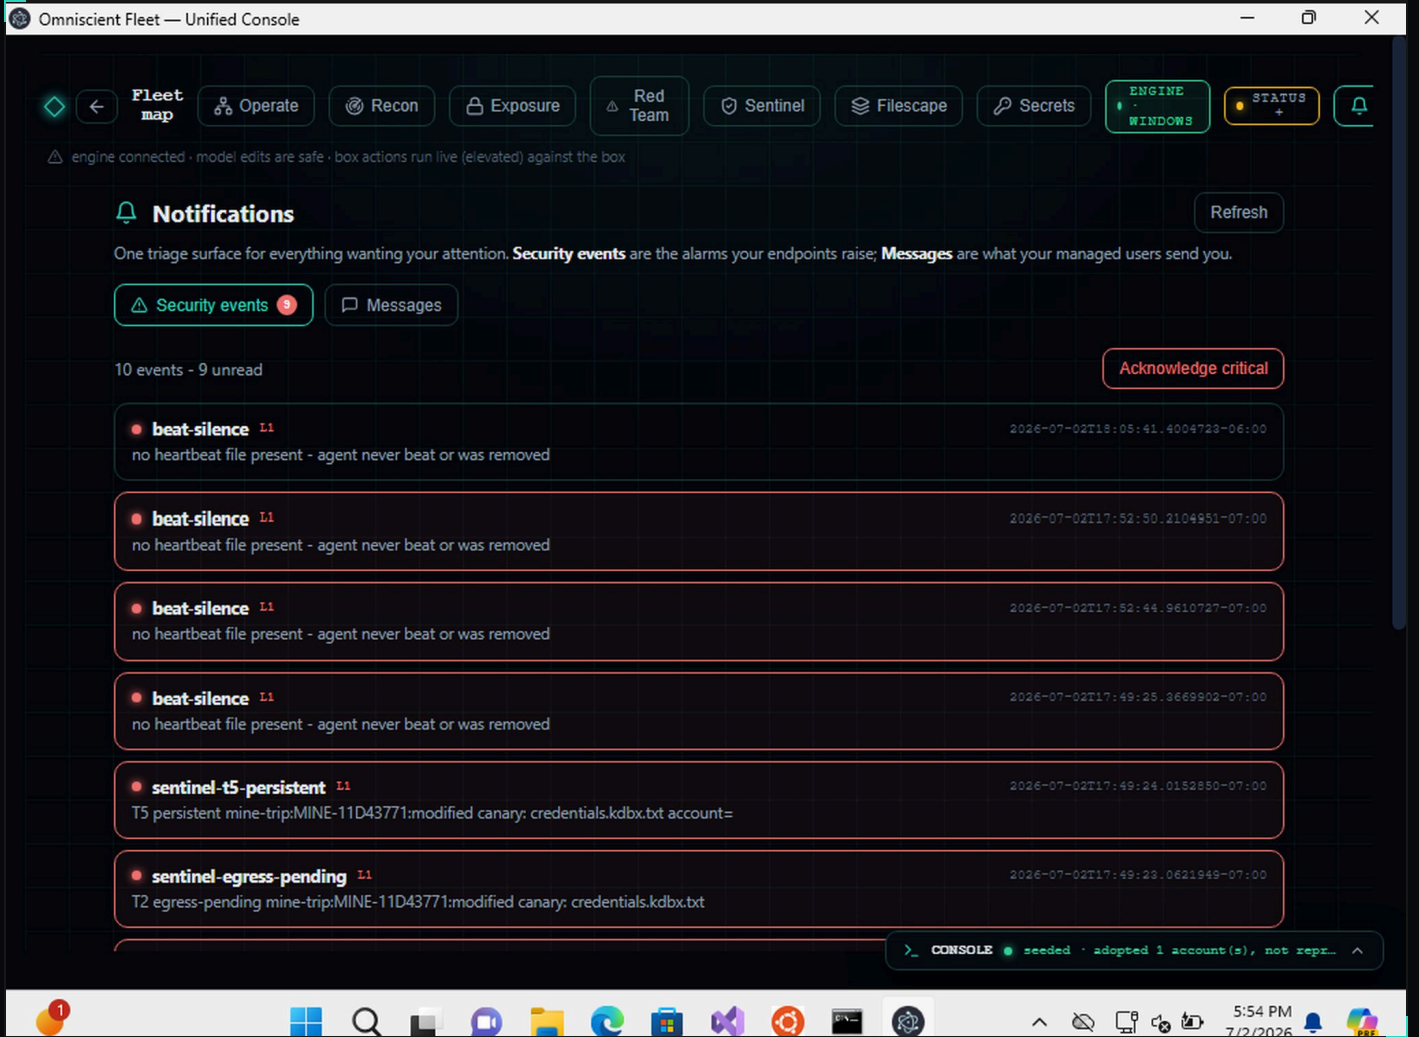 Omniscient Fleet — Unified Console
Fleet map
Operate
Recon
Exposure
Red Team
Sentinel
Filescape
Secrets
ENGINE · WINDOWS
STATUS +
engine connected · model edits are safe · box actions run live (elevated) against the box
Notifications
Refresh
One triage surface for everything wanting your attention. Security events are the alarms your endpoints raise; Messages are what your managed users send you.
Security events 9
Messages
10 events - 9 unread
Acknowledge critical
beat-silence L1 2026-07-02T18:05:41.4004723-06:00
no heartbeat file present - agent never beat or was removed
beat-silence L1 2026-07-02T17:52:50.2104951-07:00
no heartbeat file present - agent never beat or was removed
beat-silence L1 2026-07-02T17:52:44.9610727-07:00
no heartbeat file present - agent never beat or was removed
beat-silence L1 2026-07-02T17:49:25.3669902-07:00
no heartbeat file present - agent never beat or was removed
sentinel-t5-persistent L1 2026-07-02T17:49:24.0152850-07:00
T5 persistent mine-trip:MINE-11D43771:modified canary: credentials.kdbx.txt account=
sentinel-egress-pending L1 2026-07-02T17:49:23.0621949-07:00
T2 egress-pending mine-trip:MINE-11D43771:modified canary: credentials.kdbx.txt
>_ CONSOLE seeded · adopted 1 account(s), not repr…
1
5:54 PM
7/2/2026
PRE